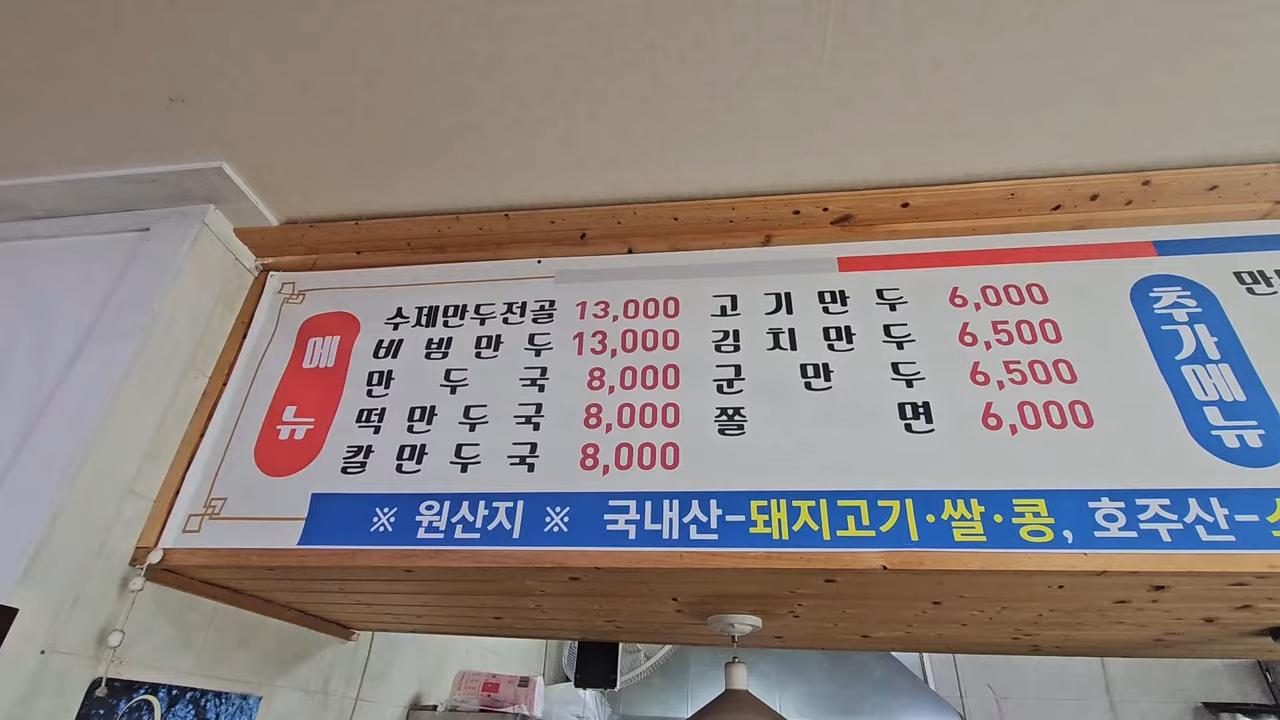 메뉴
수제만두전골 13,000
비빔만두 13,000
만두국 8,000
떡만두국 8,000
칼만두국 8,000
고기만두 6,000
김치만두 6,500
군만두 6,500
쫄면 6,000
추가메뉴
※ 원산지 ※ 국내산-돼지고기·쌀·콩, 호주산-